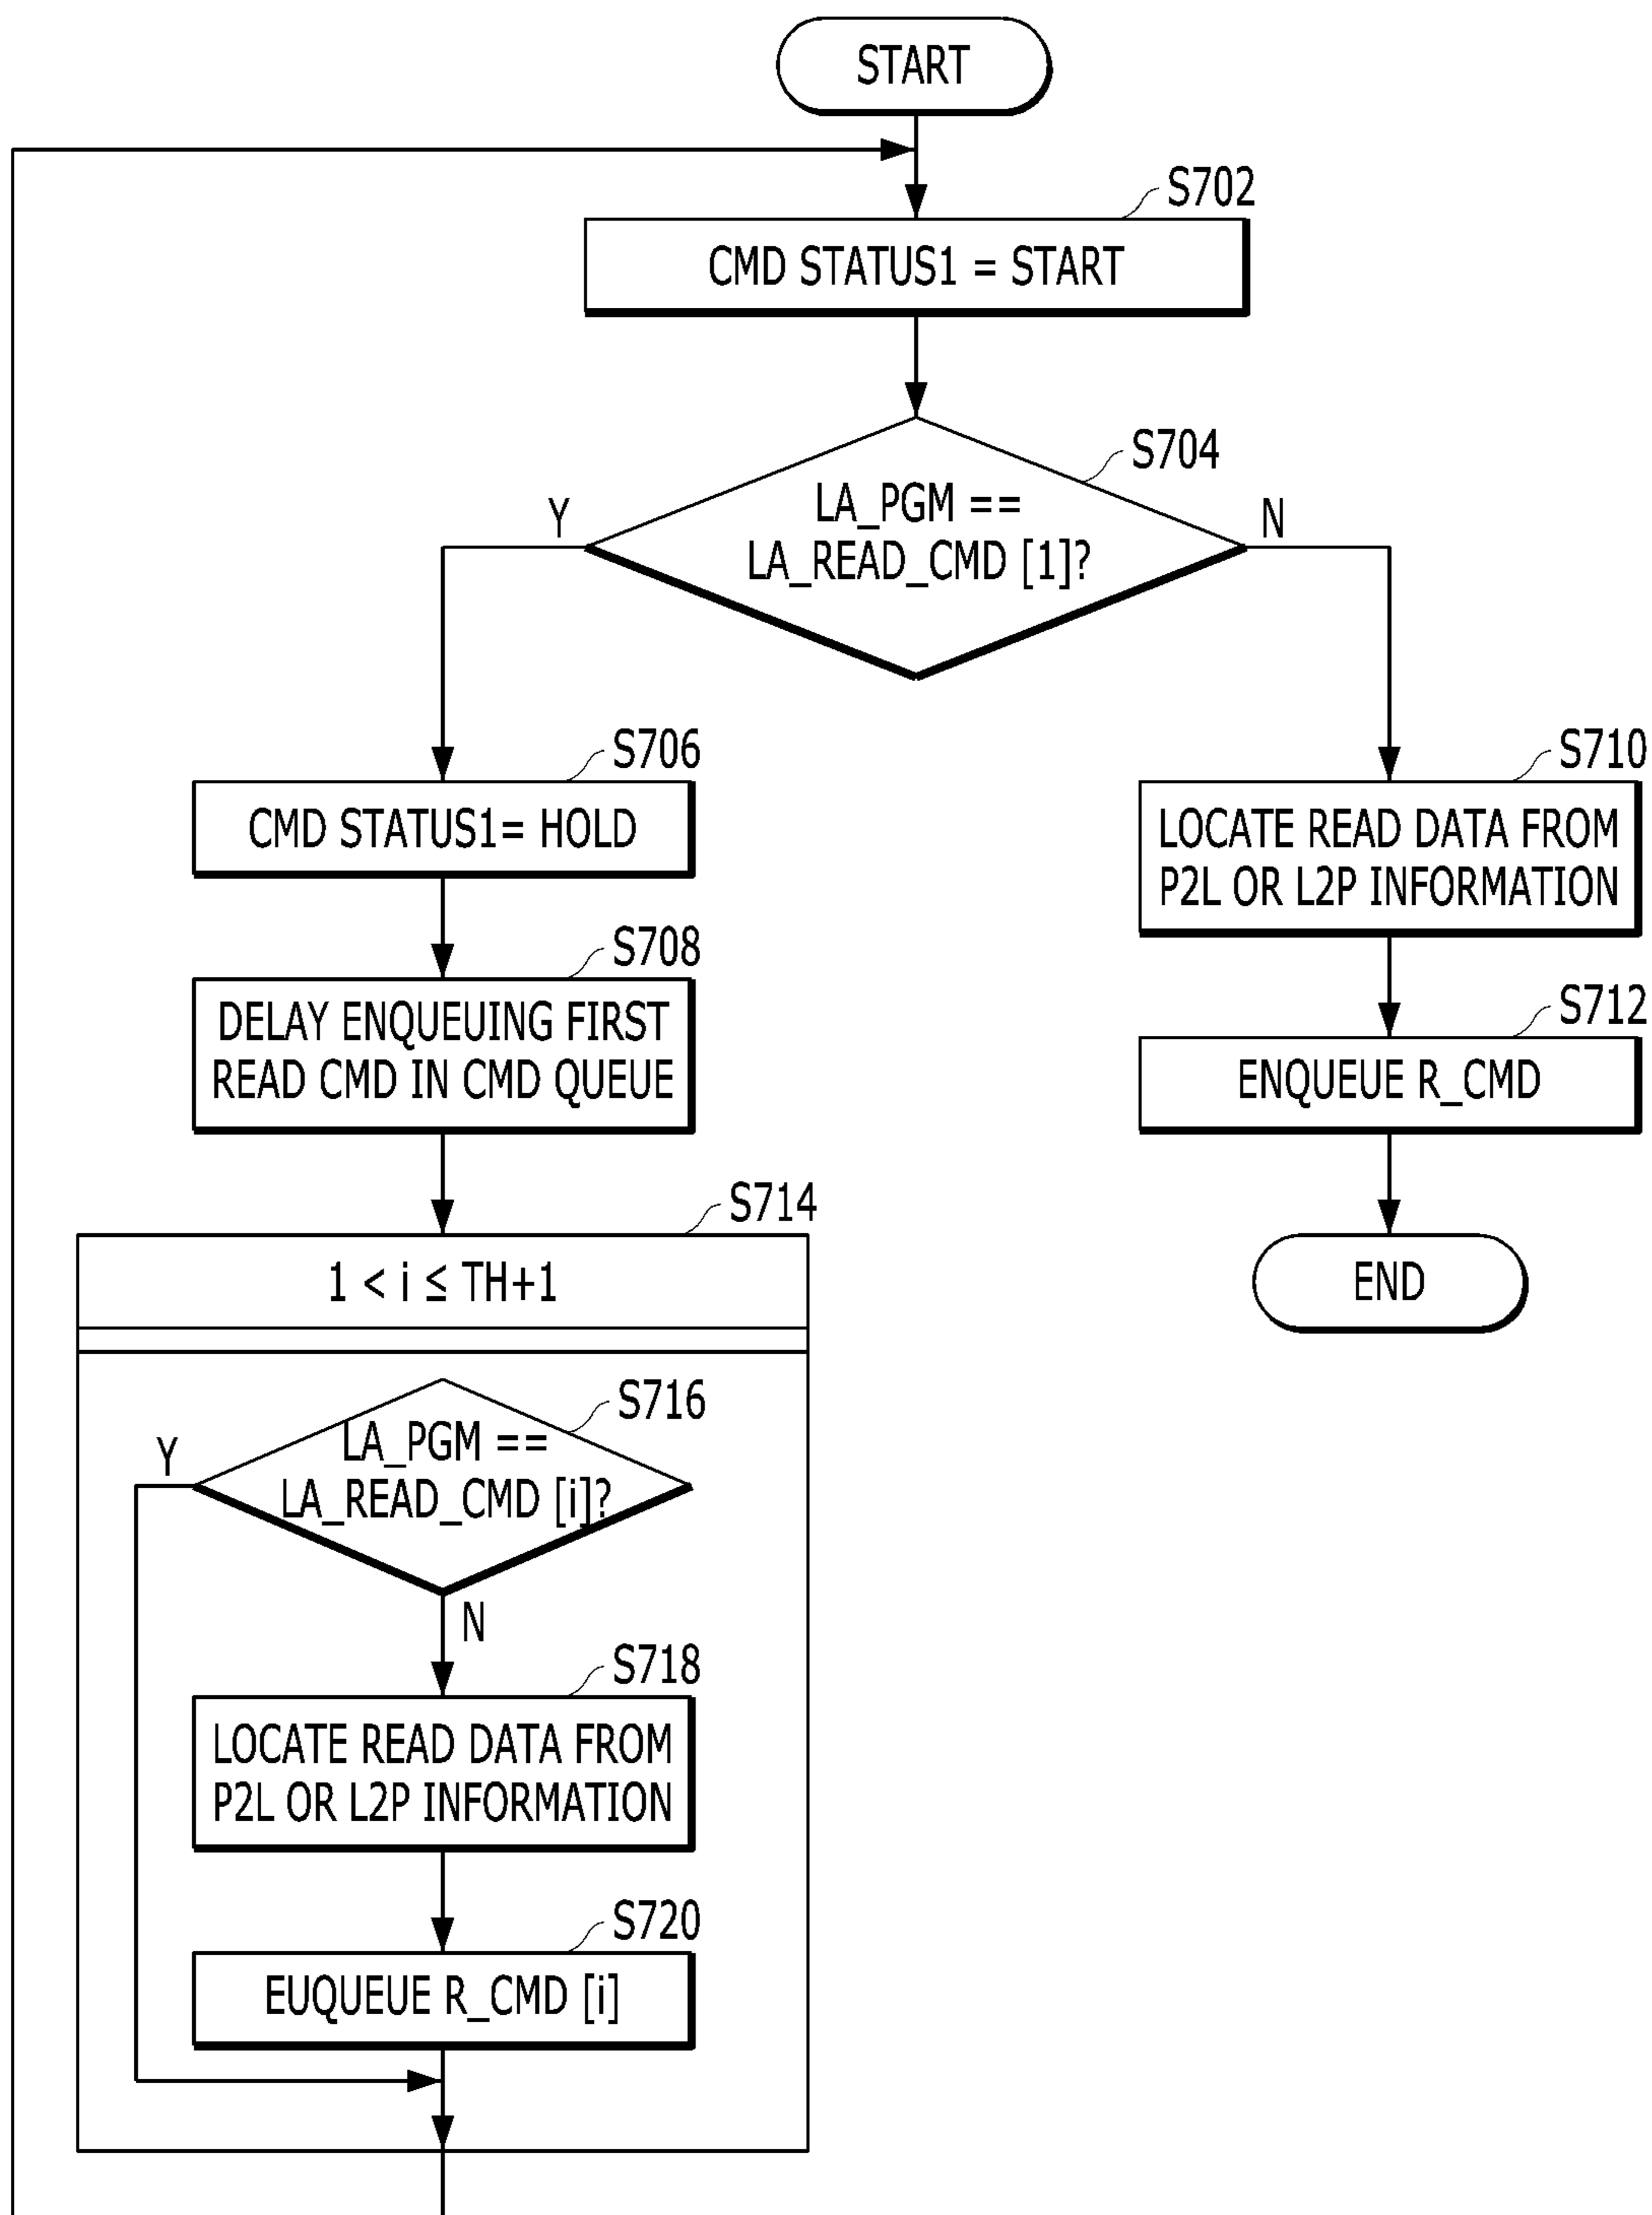 START
S702
CMD STATUS1 = START
S704
LA_PGM ==
LA_READ_CMD [1]?
Y
N
S706
CMD STATUS1= HOLD
S708
DELAY ENQUEUING FIRST
READ CMD IN CMD QUEUE
S710
LOCATE READ DATA FROM
P2L OR L2P INFORMATION
S712
ENQUEUE R_CMD
END
S714
1 < i ≤ TH+1
S716
LA_PGM ==
LA_READ_CMD [i]?
Y
N
S718
LOCATE READ DATA FROM
P2L OR L2P INFORMATION
S720
EUQUEUE R_CMD [i]